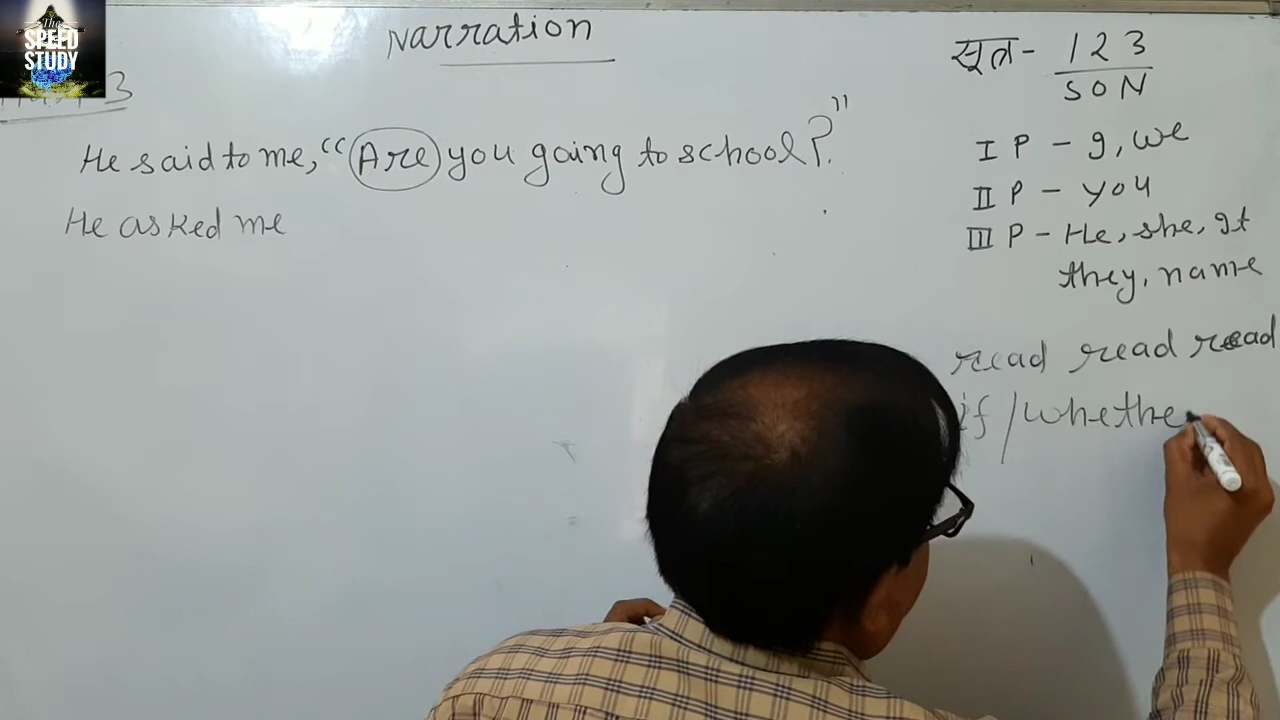 The
SPEED
STUDY
Narration
3
He said to me, “Are you going to school?”
He asked me
सूत्र - 1 2 3
S O N
I P - I, we
II P - you
III P - He, she, It
they, name
read read read
if / whethe